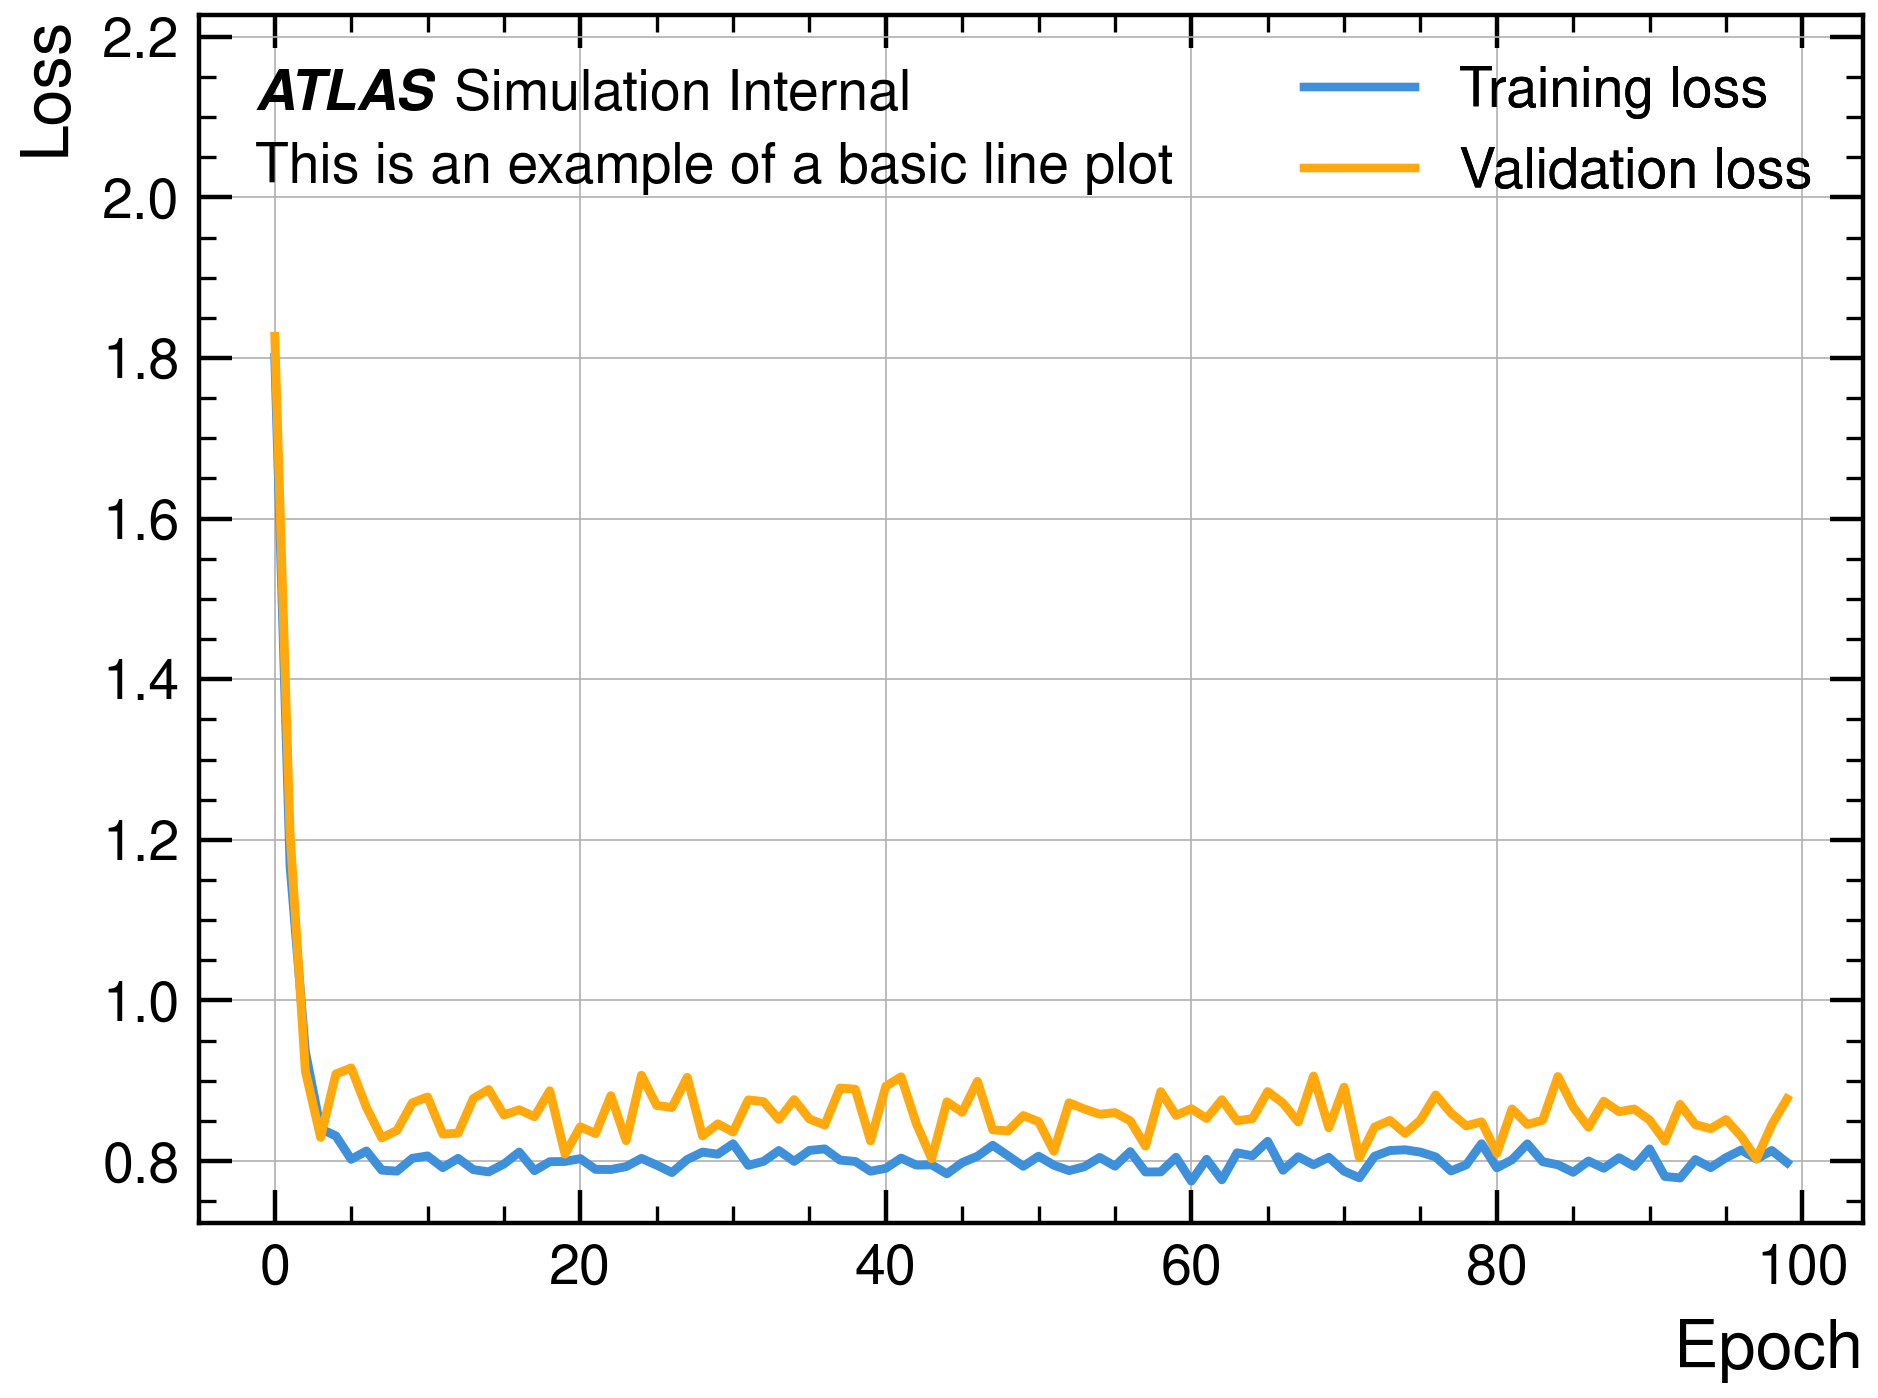 Loss
2.2
2.0
1.8
1.6
1.4
1.2
1.0
0.8
ATLAS Simulation Internal
This is an example of a basic line plot
Training loss
Validation loss
0 20 40 60 80 100
Epoch